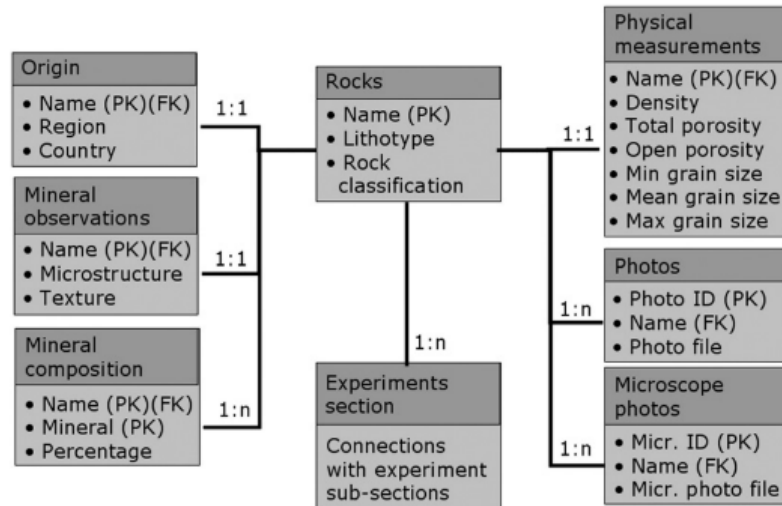 Origin
• Name (PK)(FK)
• Region
• Country
1:1
Mineral
observations
• Name (PK)(FK)
• Microstructure
• Texture
1:1
Mineral
composition
• Name (PK)(FK)
• Mineral (PK)
• Percentage
1:n
Rocks
• Name (PK)
• Lithotype
• Rock
classification
1:n
Experiments
section
Connections
with experiment
sub-sections
Physical
measurements
• Name (PK)(FK)
• Density
• Total porosity
• Open porosity
• Min grain size
• Mean grain size
• Max grain size
1:1
Photos
• Photo ID (PK)
• Name (FK)
• Photo file
1:n
Microscope
photos
• Micr. ID (PK)
• Name (FK)
• Micr. photo file
1:n